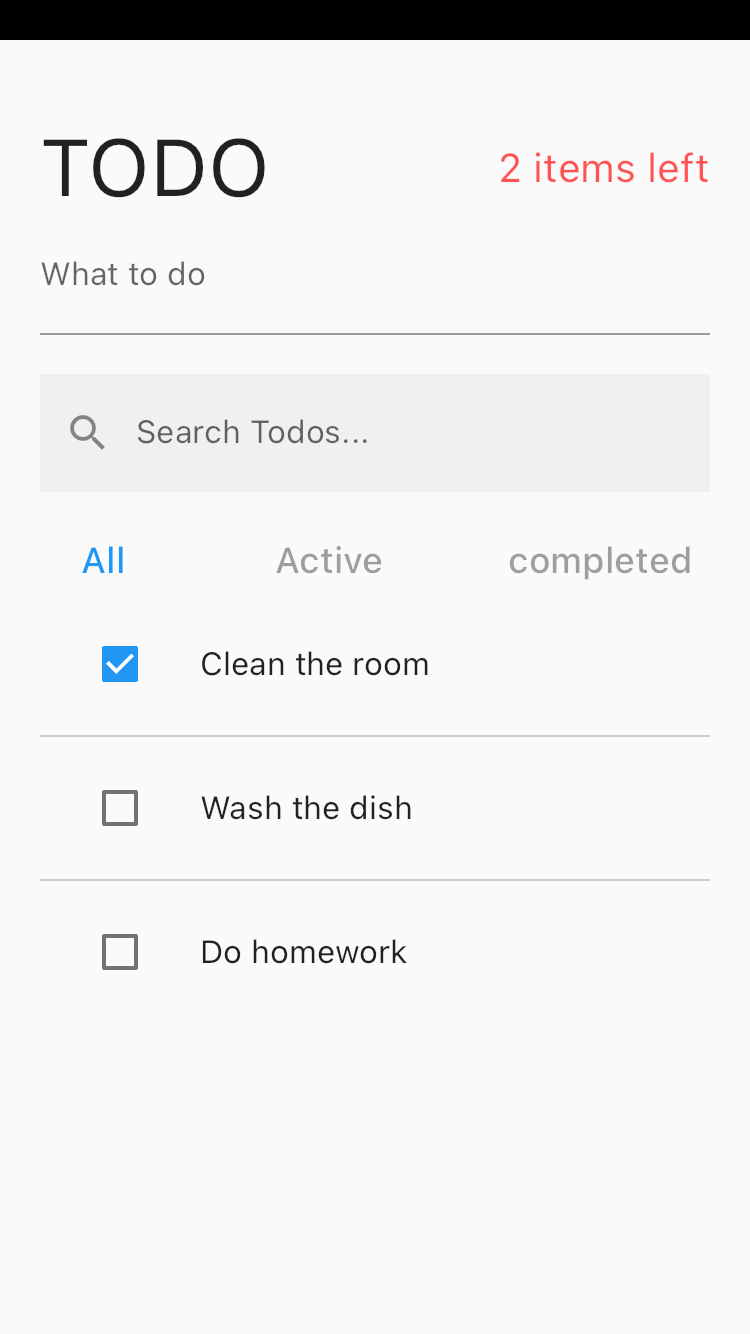 TODO
2 items left
What to do
Search Todos...
All
Active
completed
Clean the room
Wash the dish
Do homework